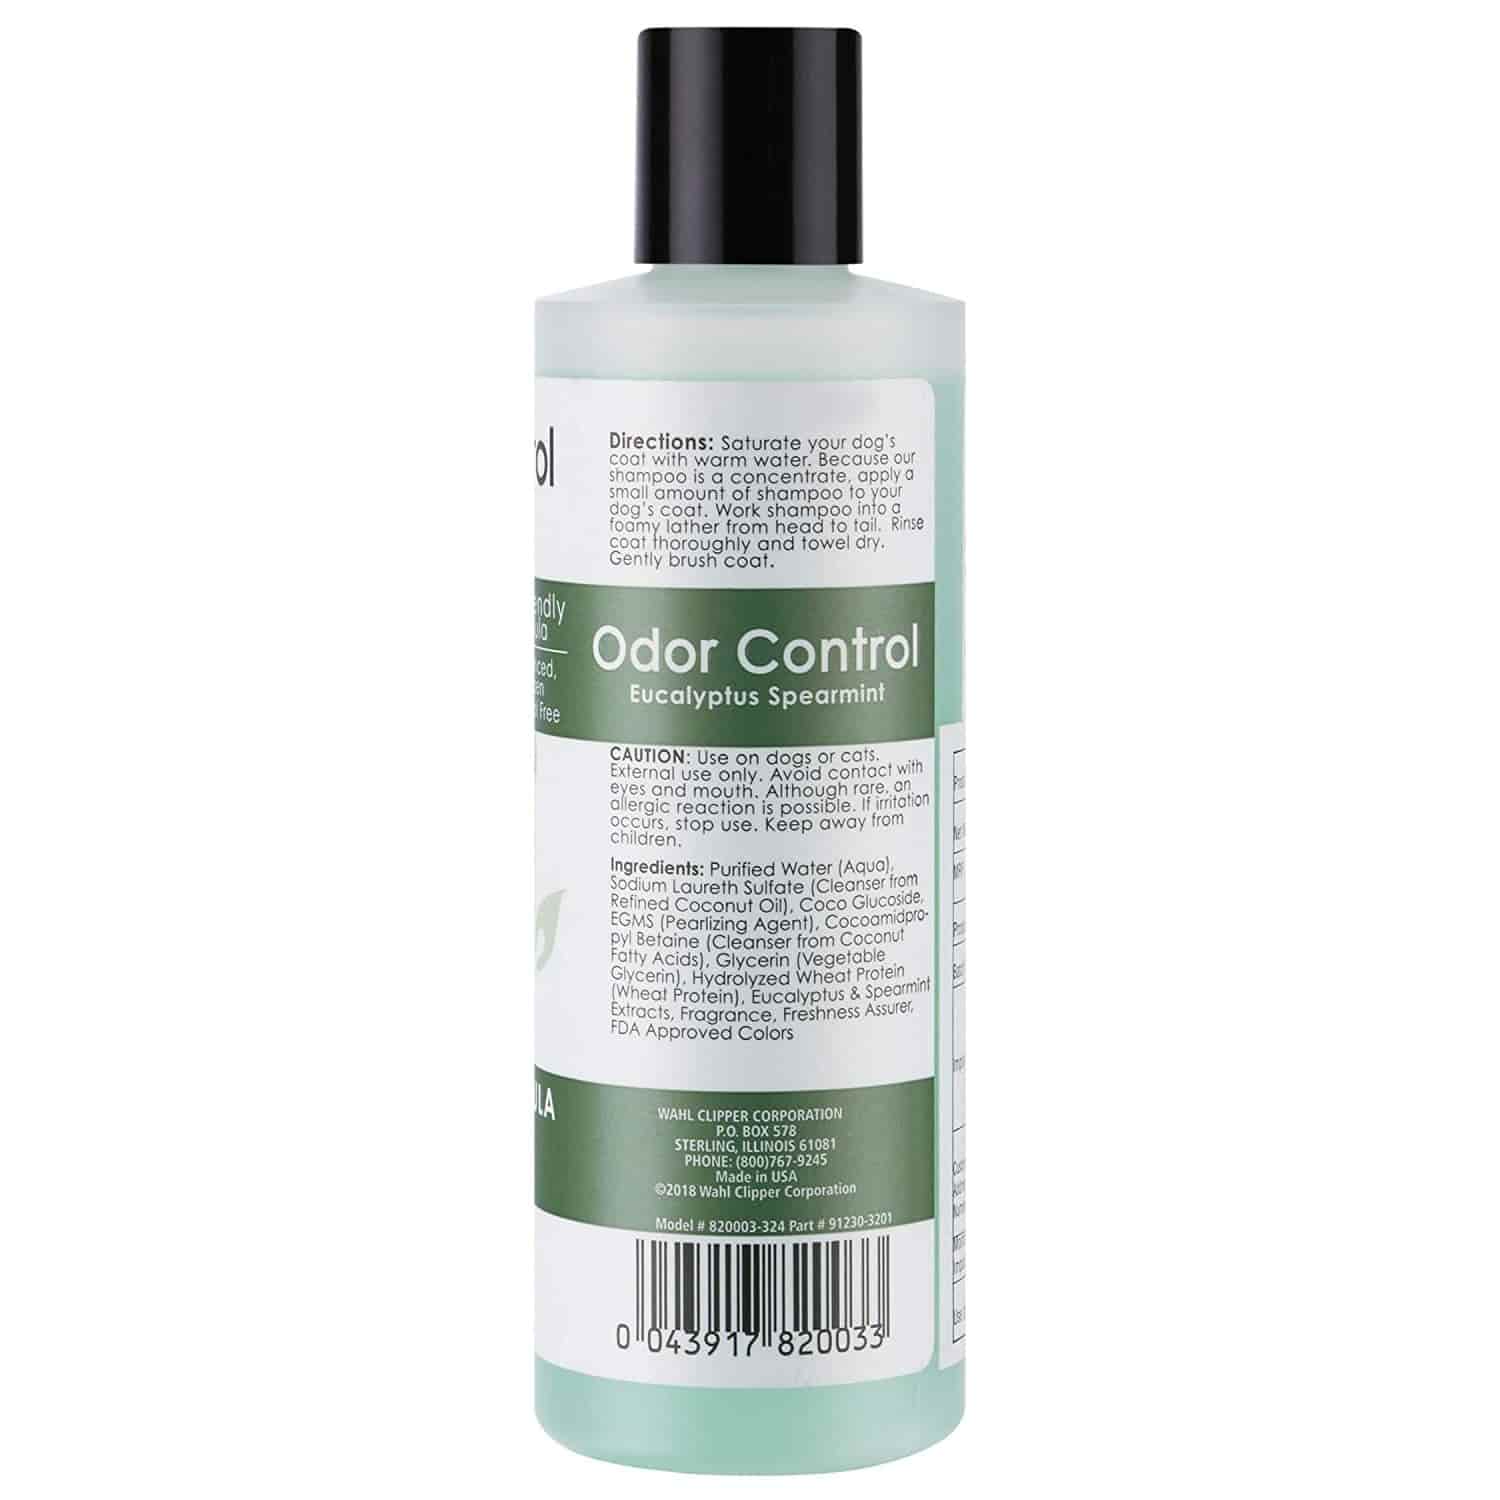 Directions: Saturate your dog's
coat with warm water. Because our
shampoo is a concentrate, apply a
small amount of shampoo to your
dog's coat. Work shampoo into a
foamy lather from head to tail. Rinse
coat thoroughly and towel dry.
Gently brush coat.
Odor Control
Eucalyptus Spearmint
CAUTION: Use on dogs or cats.
External use only. Avoid contact with
eyes and mouth. Although rare, an
allergic reaction is possible. If irritation
occurs, stop use. Keep away from
children.
Ingredients: Purified Water (Aqua),
Sodium Laureth Sulfate (Cleanser from
Refined Coconut Oil), Coco Glucoside,
EGMS (Pearlizing Agent), Cocoamidpro-
pyl Betaine (Cleanser from Coconut
Fatty Acids), Glycerin (Vegetable
Glycerin), Hydrolyzed Wheat Protein
(Wheat Protein), Eucalyptus & Spearmint
Extracts, Fragrance, Freshness Assurer,
FDA Approved Colors
WAHL CLIPPER CORPORATION
P.O. BOX 578
STERLING, ILLINOIS 61081
PHONE: (800)767-9245
Made in USA
©2018 Wahl Clipper Corporation
Model # 820003-324 Part # 91230-3201
0 043917 820033
Free